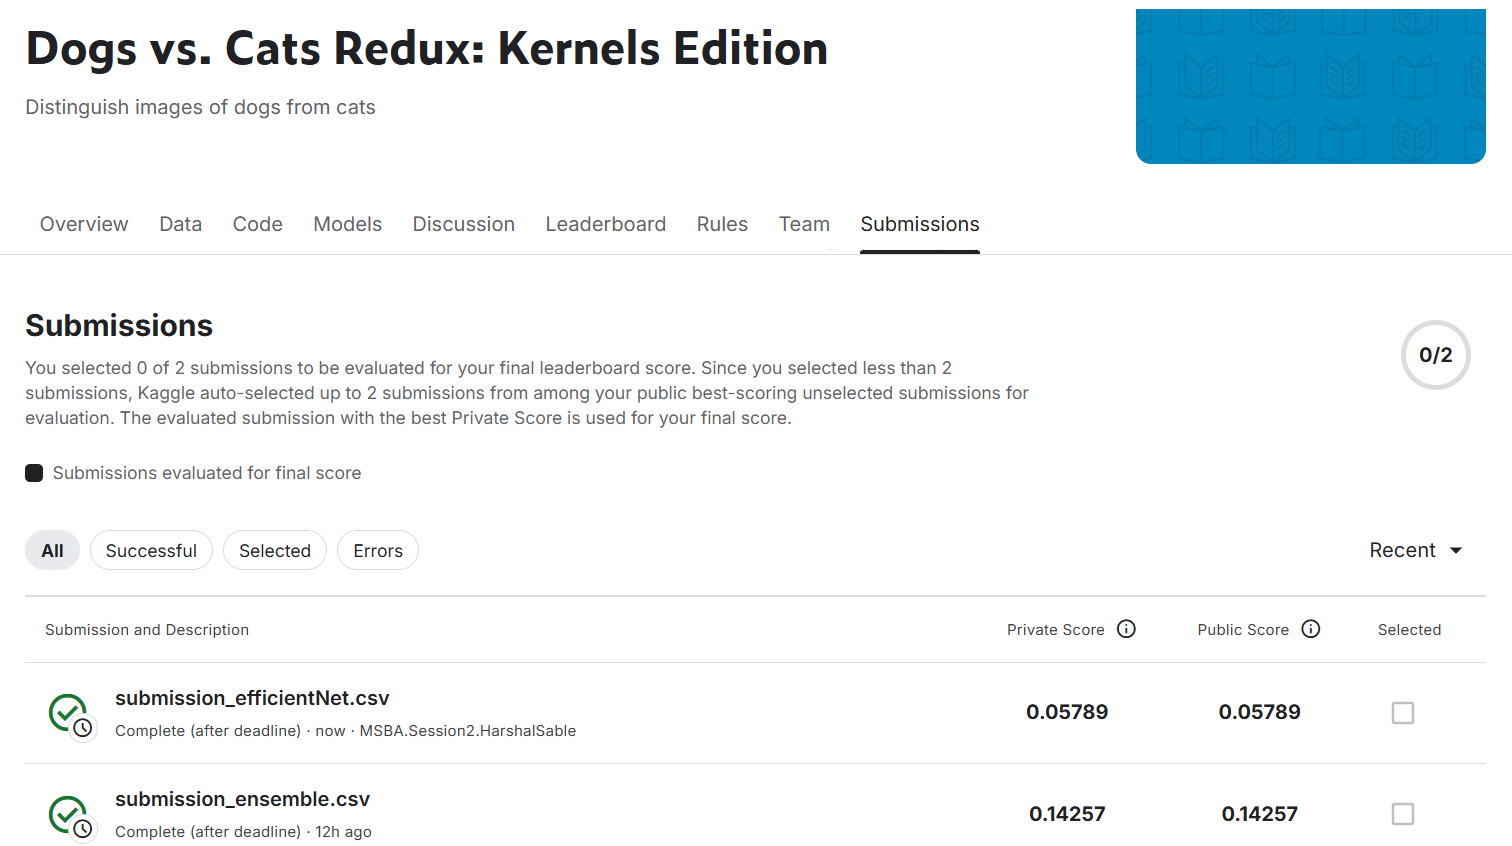 Dogs vs. Cats Redux: Kernels Edition
Distinguish images of dogs from cats
Overview Data Code Models Discussion Leaderboard Rules Team Submissions
Submissions
You selected 0 of 2 submissions to be evaluated for your final leaderboard score. Since you selected less than 2
submissions, Kaggle auto-selected up to 2 submissions from among your public best-scoring unselected submissions for
evaluation. The evaluated submission with the best Private Score is used for your final score.
0/2
Submissions evaluated for final score
All Successful Selected Errors Recent
Submission and Description Private Score Public Score Selected
submission_efficientNet.csv
Complete (after deadline) · now · MSBA.Session2.HarshalSable
0.05789 0.05789
submission_ensemble.csv
Complete (after deadline) · 12h ago
0.14257 0.14257